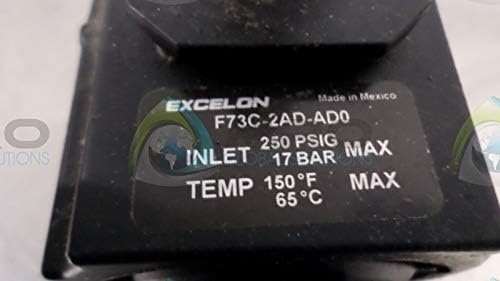 EXCELON Made in Mexico
F73C-2AD-AD0
INLET 250 PSIG MAX
17 BAR
TEMP 150°F MAX
65°C